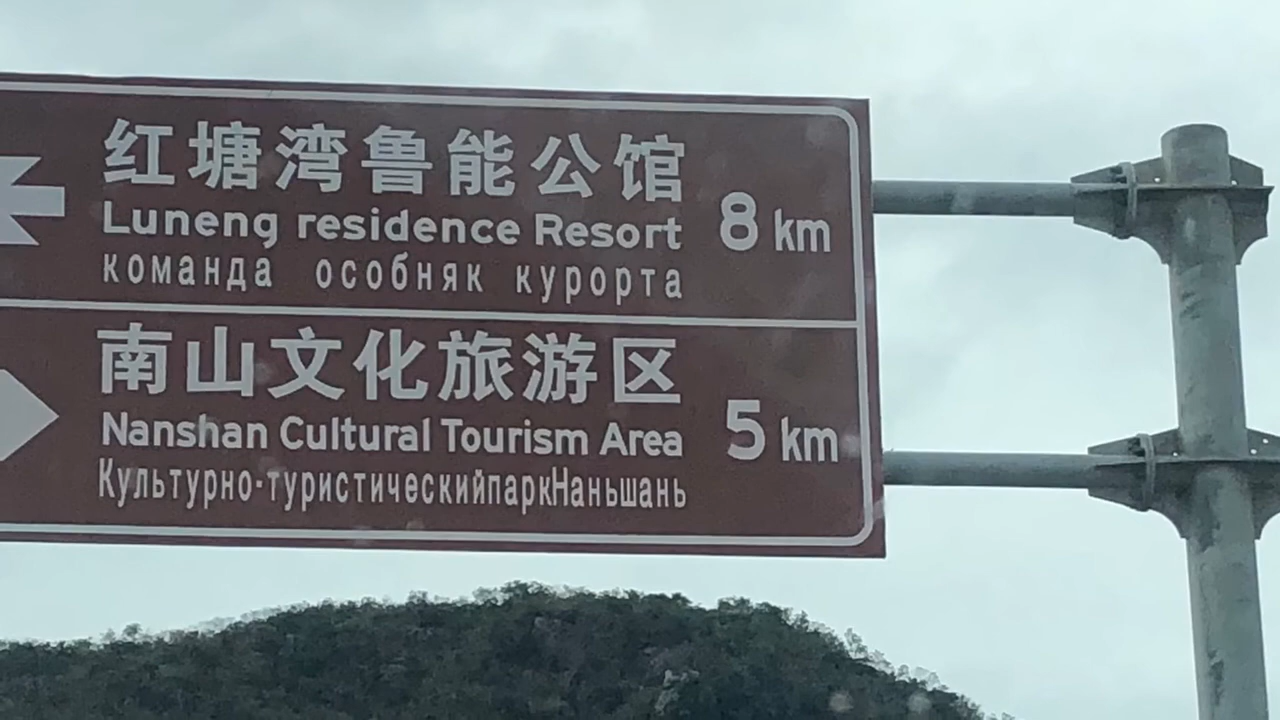 红塘湾鲁能公馆
Luneng residence Resort
команда особняк курорта
8 km
南山文化旅游区
Nanshan Cultural Tourism Area
Культурно-туристическийпаркНаньшань
5 km